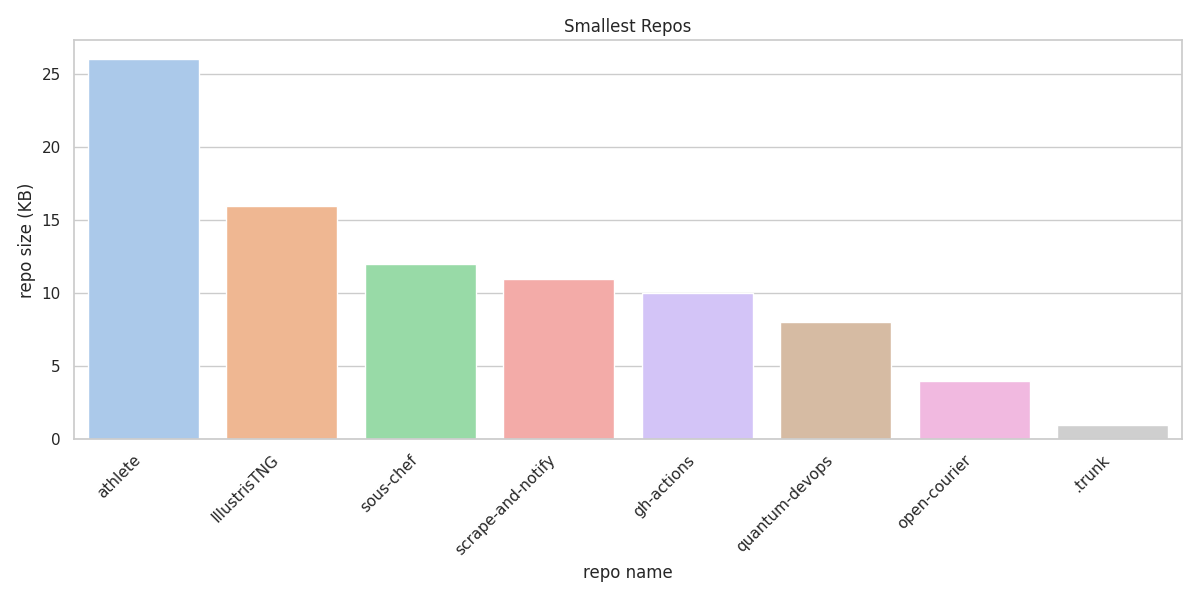 Smallest Repos
repo size (KB)
25
20
15
10
5
0
athlete
IllustrisTNG
sous-chef
scrape-and-notify
gh-actions
quantum-devops
open-courier
.trunk
repo name